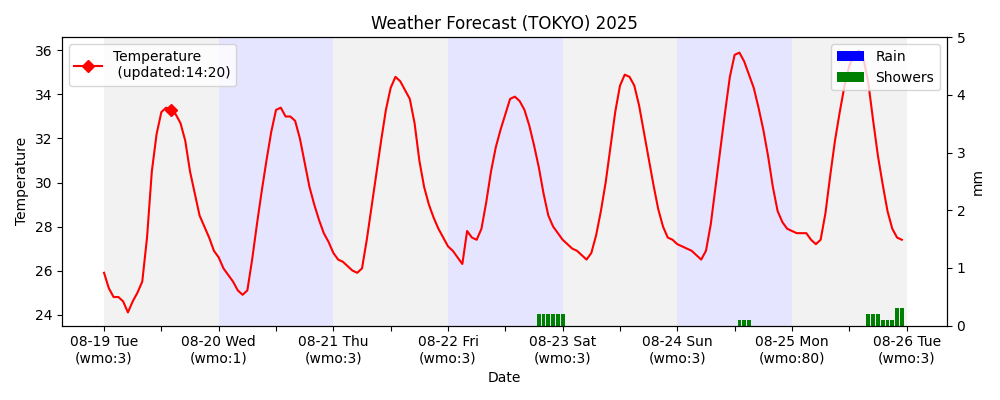 Weather Forecast (TOKYO) 2025
Temperature
(updated:14:20)
Rain
Showers
Temperature
36
34
32
30
28
26
24
5
4
3
2
1
0
mm
08-19 Tue 08-20 Wed 08-21 Thu 08-22 Fri 08-23 Sat 08-24 Sun 08-25 Mon 08-26 Tue
(wmo:3) (wmo:1) (wmo:3) (wmo:3) (wmo:3) (wmo:3) (wmo:80) (wmo:3)
Date